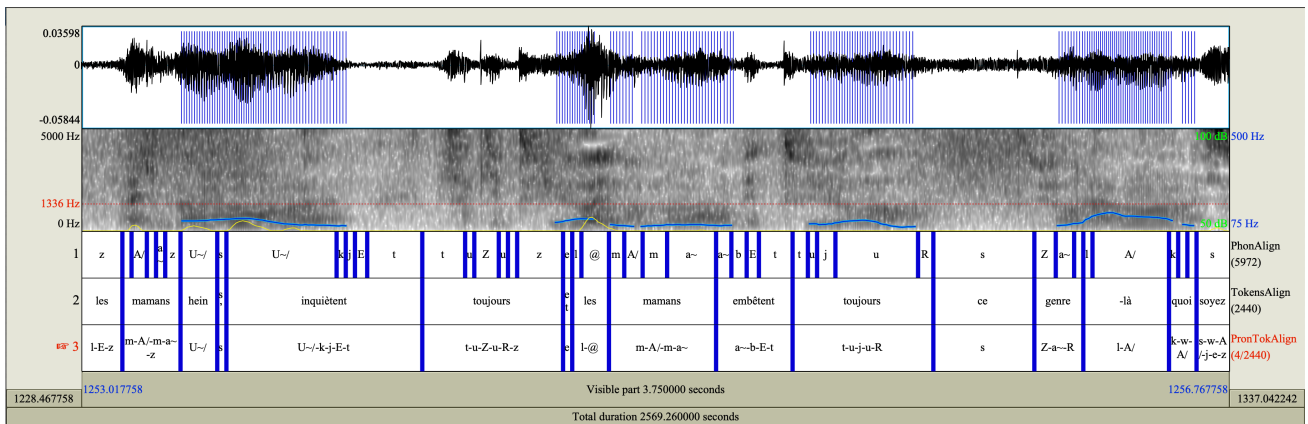 0.03598
0
-0.05844
5000 Hz
00 dB 500 Hz
1336 Hz
0 Hz
50 dB 75 Hz
1 z A/ a~ z U~/ s U~/ k j E t t u Z u z e l @ m A/ m a~ a~ b E t t u j u R s Z a~ l A/ k s PhonAlign (5972)
2 les mamans hein s' inquiètent toujours et les mamans embêtent toujours ce genre -là quoi soyez TokensAlign (2440)
3 l-E-z m-A/-m-a~-z U~/ s U~/-k-j-E-t t-u-Z-u-R-z e l-@ m-A/-m-a~ a~-b-E-t t-u-j-u-R s Z-a~-R l-A/ k-w-A/ s-w-A/-j-e-z PronTokAlign (4/2440)
1253.017758 Visible part 3.750000 seconds 1256.767758
1228.467758 1337.042242
Total duration 2569.260000 seconds